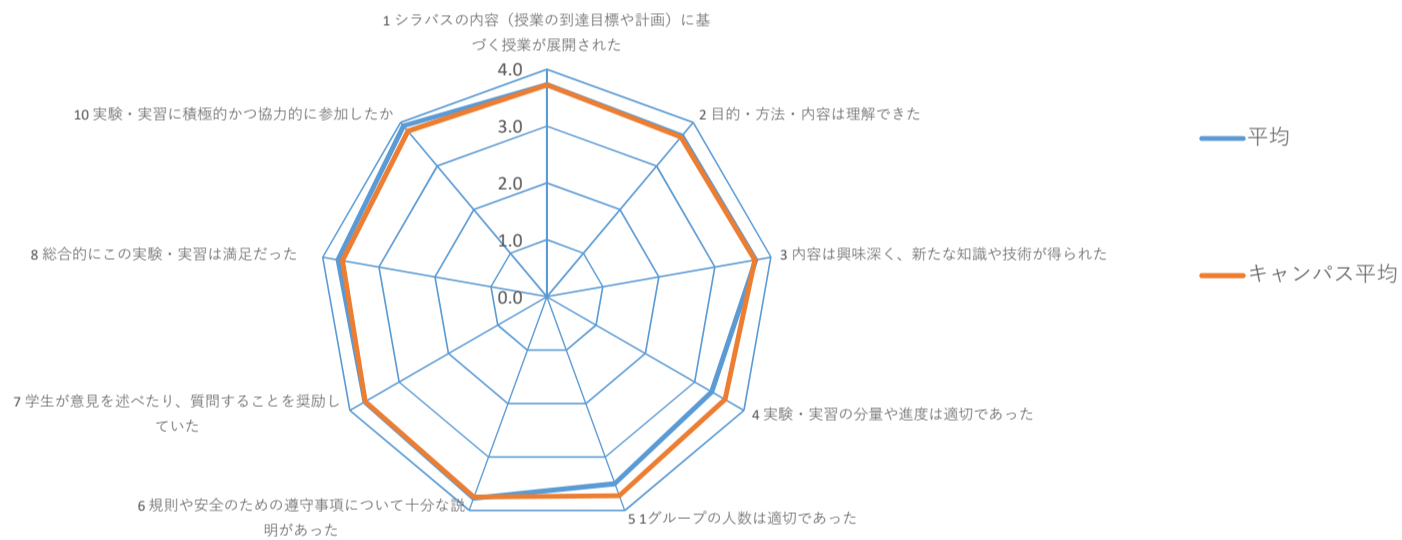 1 シラバスの内容（授業の到達目標や計画）に基
づく授業が展開された
4.0
3.0
2.0
1.0
0.0
2 目的・方法・内容は理解できた
3 内容は興味深く、新たな知識や技術が得られた
4 実験・実習の分量や進度は適切であった
5 1グループの人数は適切であった
6 規則や安全のための遵守事項について十分な説
明があった
7 学生が意見を述べたり、質問することを奨励し
ていた
8 総合的にこの実験・実習は満足だった
10 実験・実習に積極的かつ協力的に参加したか
平均
キャンパス平均